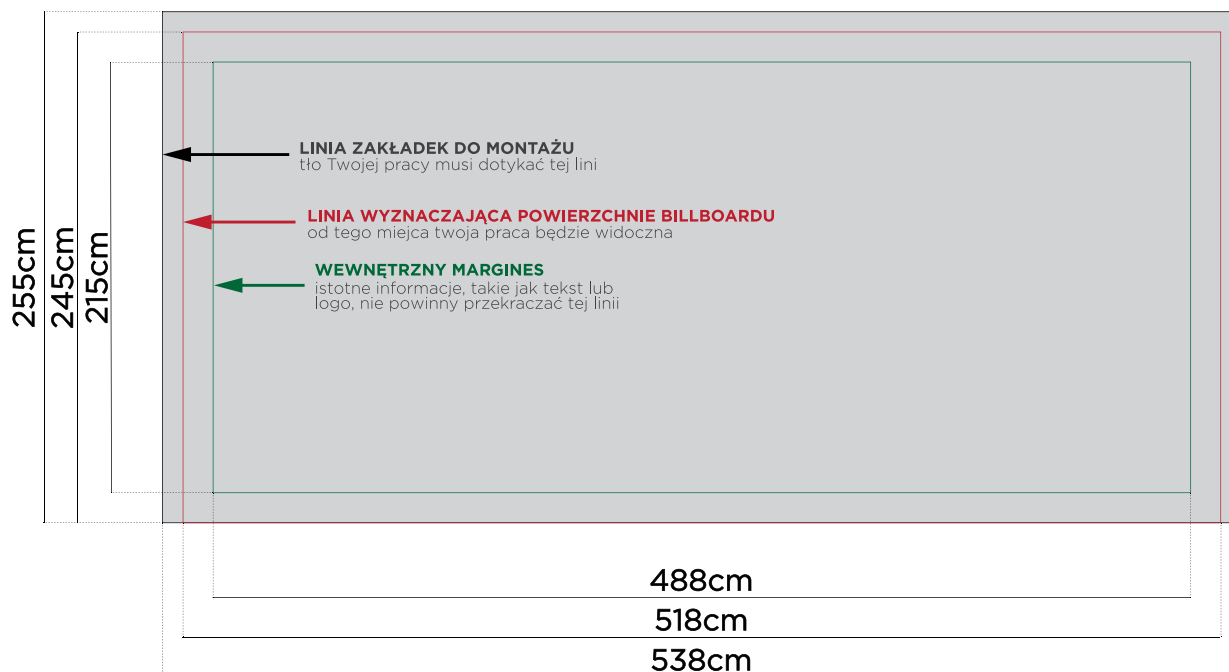 LINIA ZAKŁADEK DO MONTAŻU
tło Twojej pracy musi dotykać tej lini
LINIA WYZNACZAJĄCA POWIERZCHNIE BILLBOARDU
od tego miejca twoja praca będzie widoczna
WEWNĘTRZNY MARGINES
istotne informacje, takie jak tekst lub
logo, nie powinny przekraczać tej linii
255cm
245cm
215cm
488cm
518cm
538cm